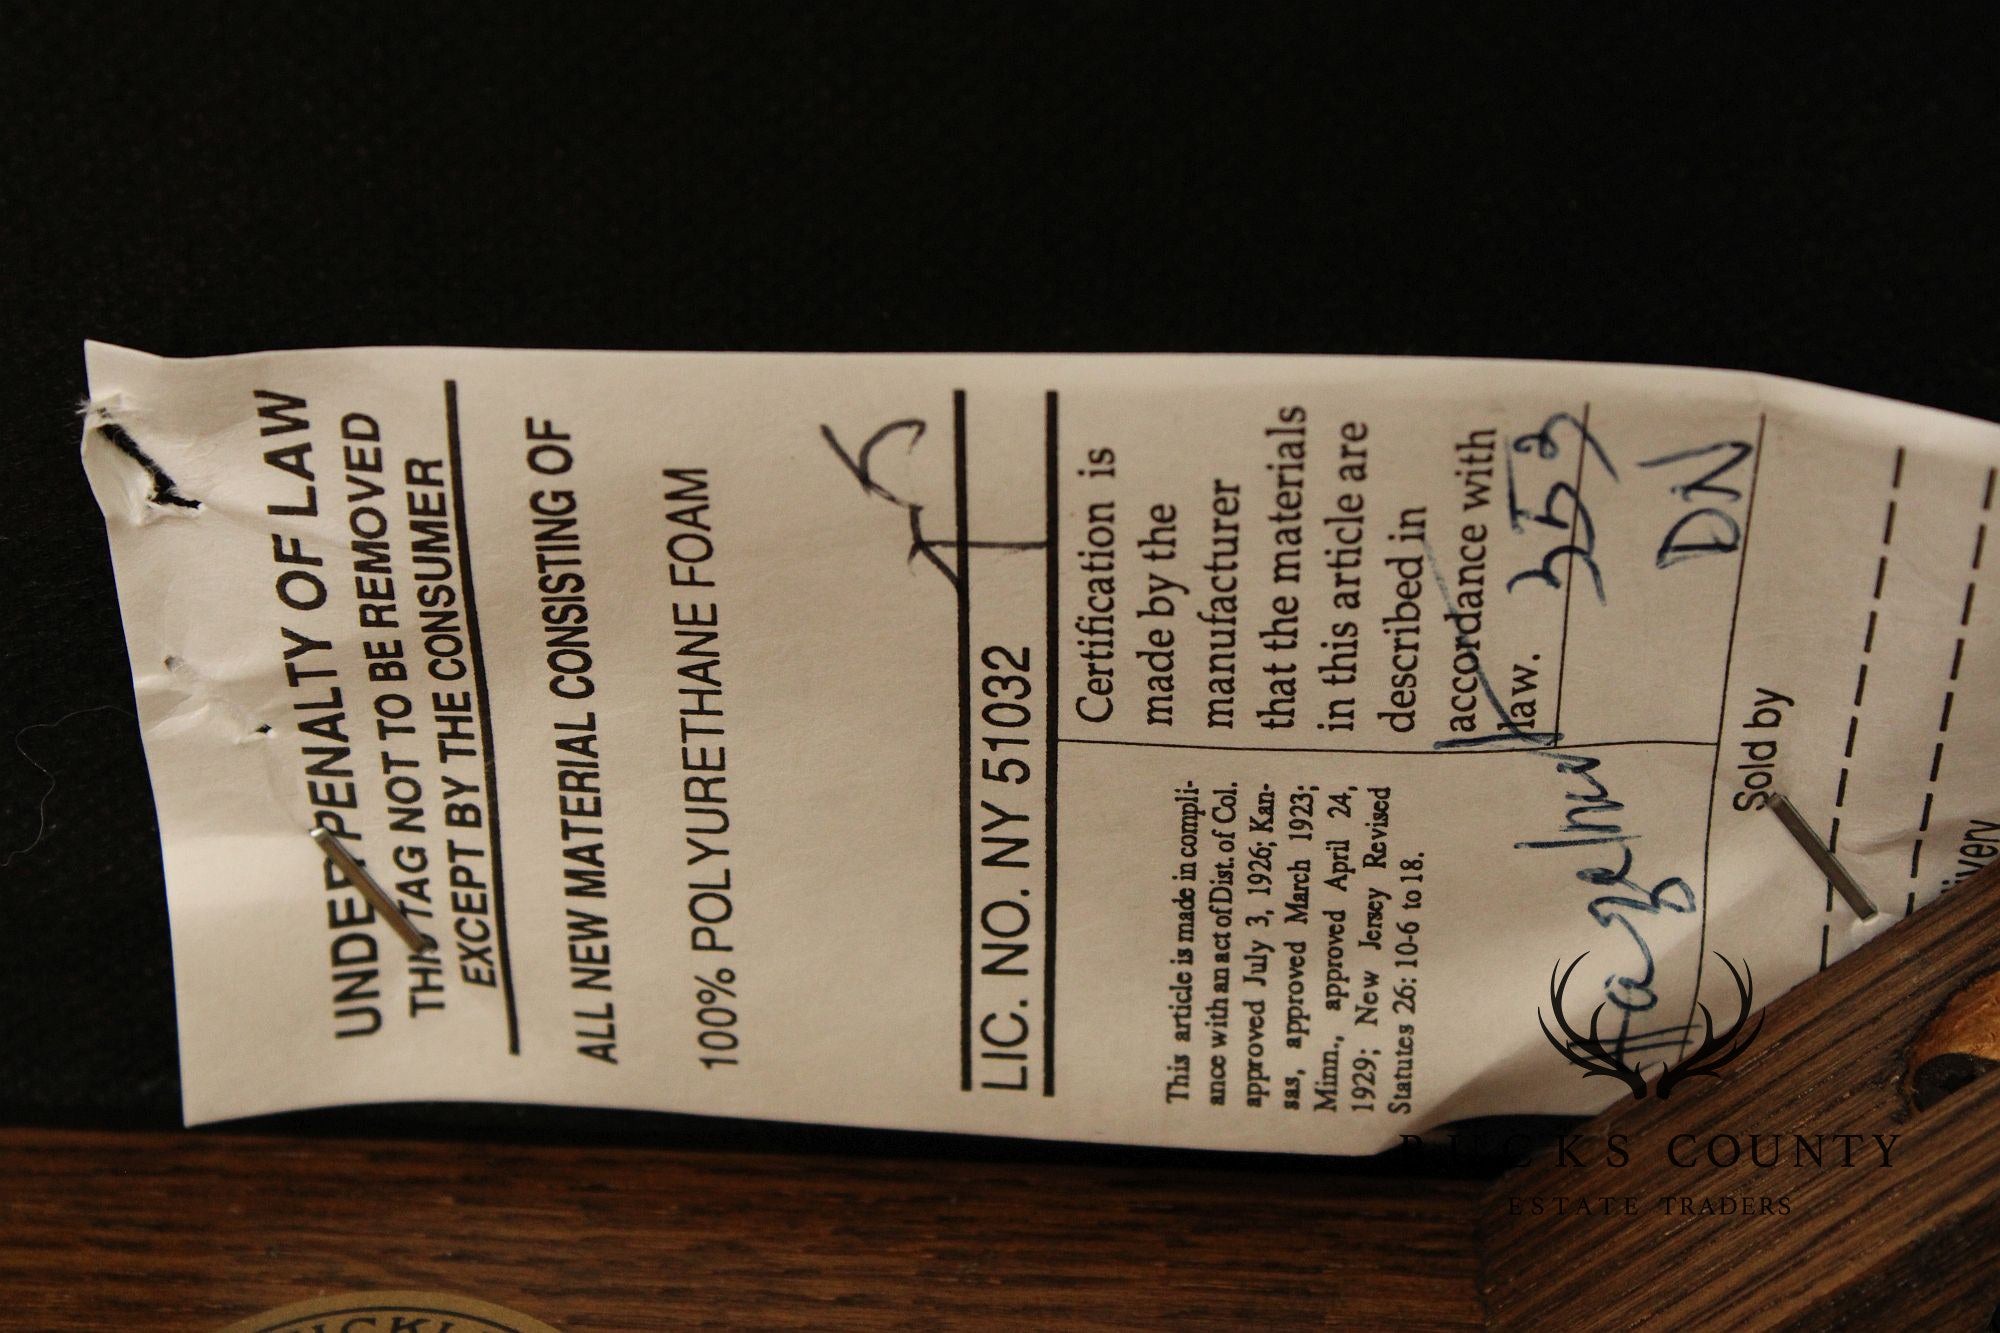 UNDER PENALTY OF LAW
THIS TAG NOT TO BE REMOVED
EXCEPT BY THE CONSUMER
ALL NEW MATERIAL CONSISTING OF
100% POLYURETHANE FOAM
LIC. NO. NY 51032
This article is made in compli-
ance with an act of Dist. of Col.
approved July 3, 1926; Kan-
sas, approved March 1923;
Minn., approved April 24,
1929; New Jersey Revised
Statutes 26: 10-6 to 18.
Certification is
made by the
manufacturer
that the materials
in this article are
described in
accordance with
law.
353
DN
Sold by
BUCKS COUNTY
ESTATE TRADERS